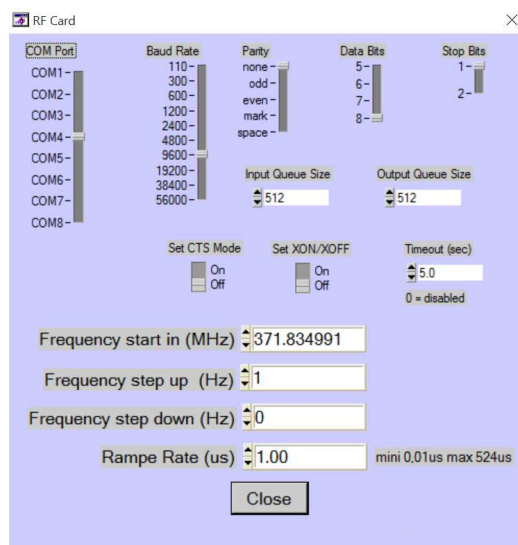 RF Card
COM Port
COM1
COM2
COM3
COM4
COM5
COM6
COM7
COM8
Baud Rate
110
300
600
1200
2400
4800
9600
19200
38400
56000
Parity
none
odd
even
mark
space
Data Bits
5
6
7
8
Stop Bits
1
2
Input Queue Size
512
Output Queue Size
512
Set CTS Mode
On
Off
Set XON/XOFF
On
Off
Timeout (sec)
5.0
0 = disabled
Frequency start in (MHz) 371.834991
Frequency step up (Hz) 1
Frequency step down (Hz) 0
Rampe Rate (us) 1.00 mini 0,01us max 524us
Close